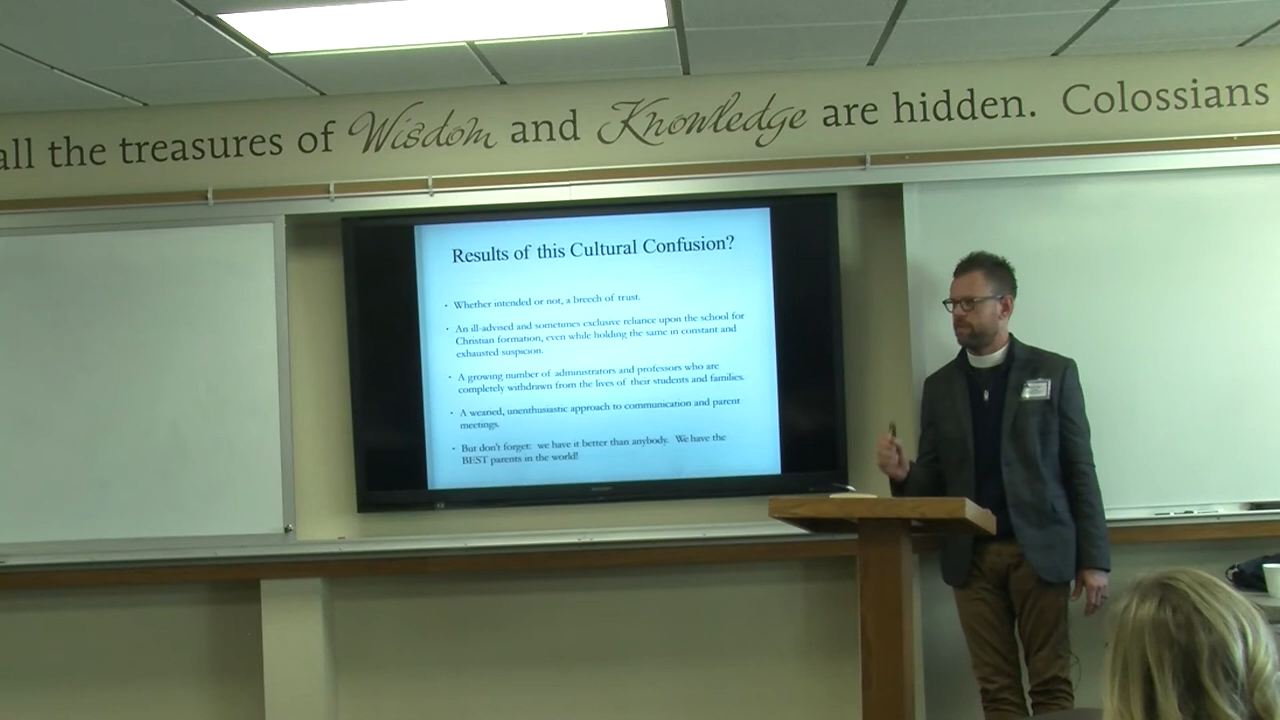 all the treasures of Wisdom and Knowledge are hidden. Colossians
Results of this Cultural Confusion?
• Whether intended or not, a breech of trust.
• An ill-advised and sometimes exclusive reliance upon the school for
Christian formation, even while holding the same in constant and
exhausted suspicion.
• A growing number of administrators and professors who are
completely withdrawn from the lives of their students and families.
• A wearied, unenthusiastic approach to communication and parent
meetings.
• But don't forget: we have it better than anybody. We have the
BEST parents in the world!